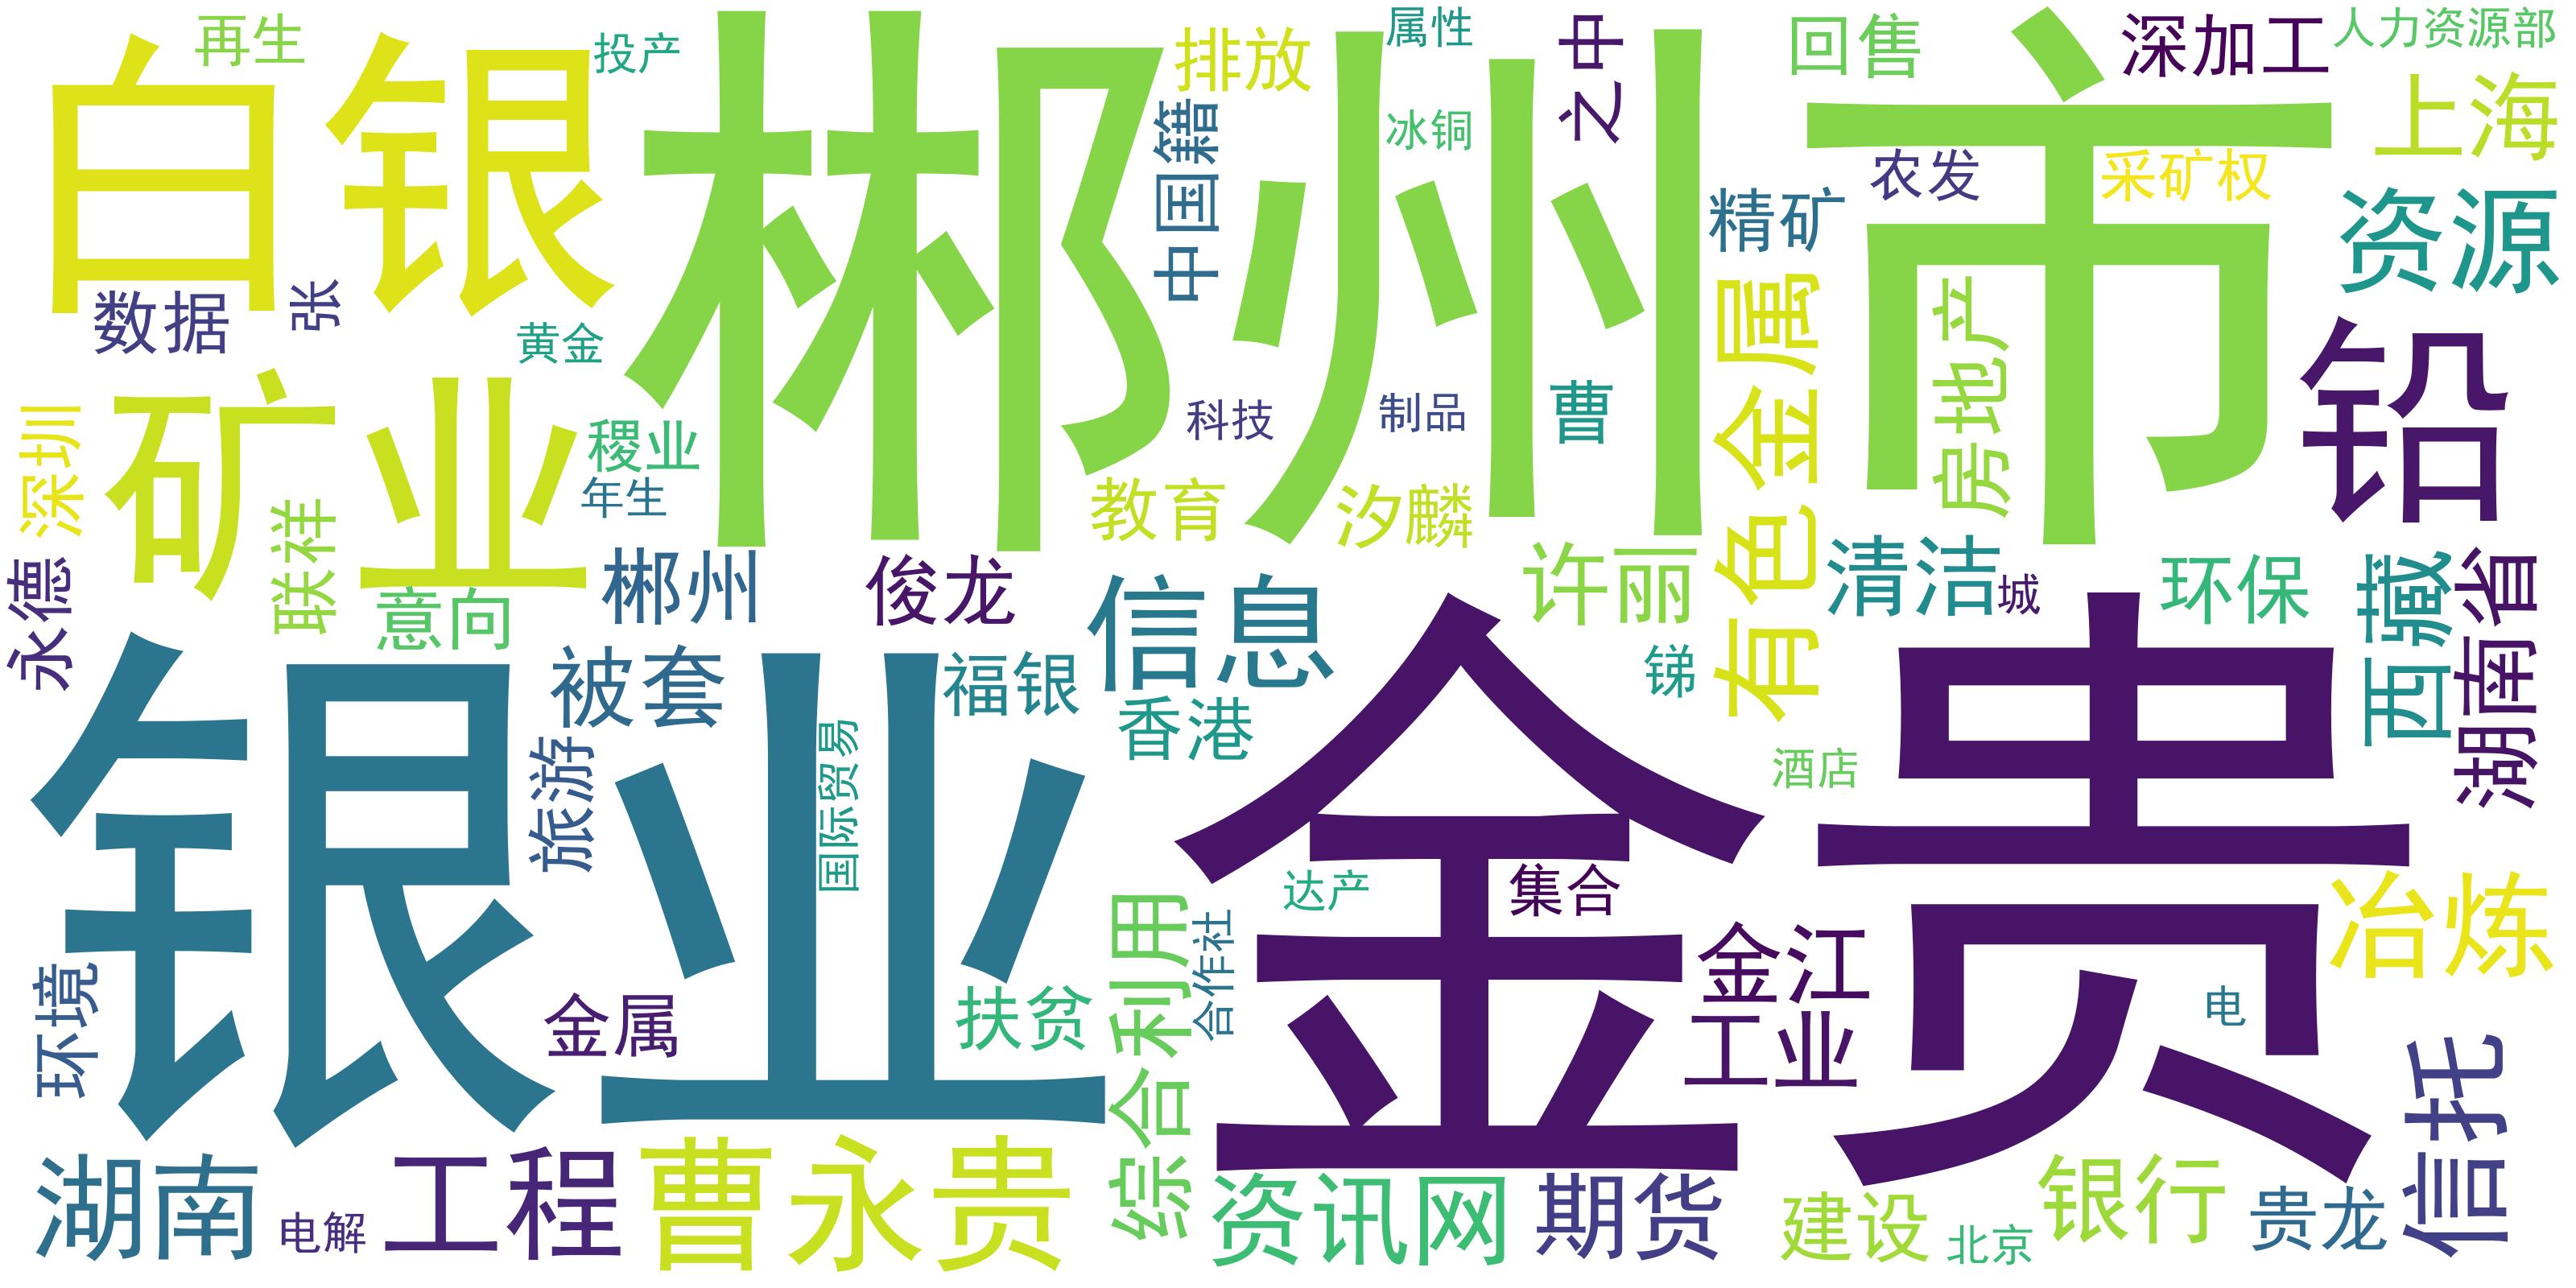 再生
投产
排放
属性
之中
回售
深加工
人力资源部
白银
郴州市
上海
中国籍
冰铜
精矿
农发
采矿权
资源
数据
张
黄金
有色金属
房地产
铅
矿业
稷业
科技
制品
曹
深圳
年生
教育
汐麟
联祥
永德
意向
郴州
俊龙
信息
许丽
清洁
城
环保
西藏
湖南省
银业
被套
福银
香港
锑
金贵
旅游
国际贸易
酒店
达产
集合
冶炼
综合利用
合作社
金江
工业
环境
金属
扶贫
电
信托
湖南
电解
工程
曹永贵
资讯网
期货
建设
北京
银行
贵龙